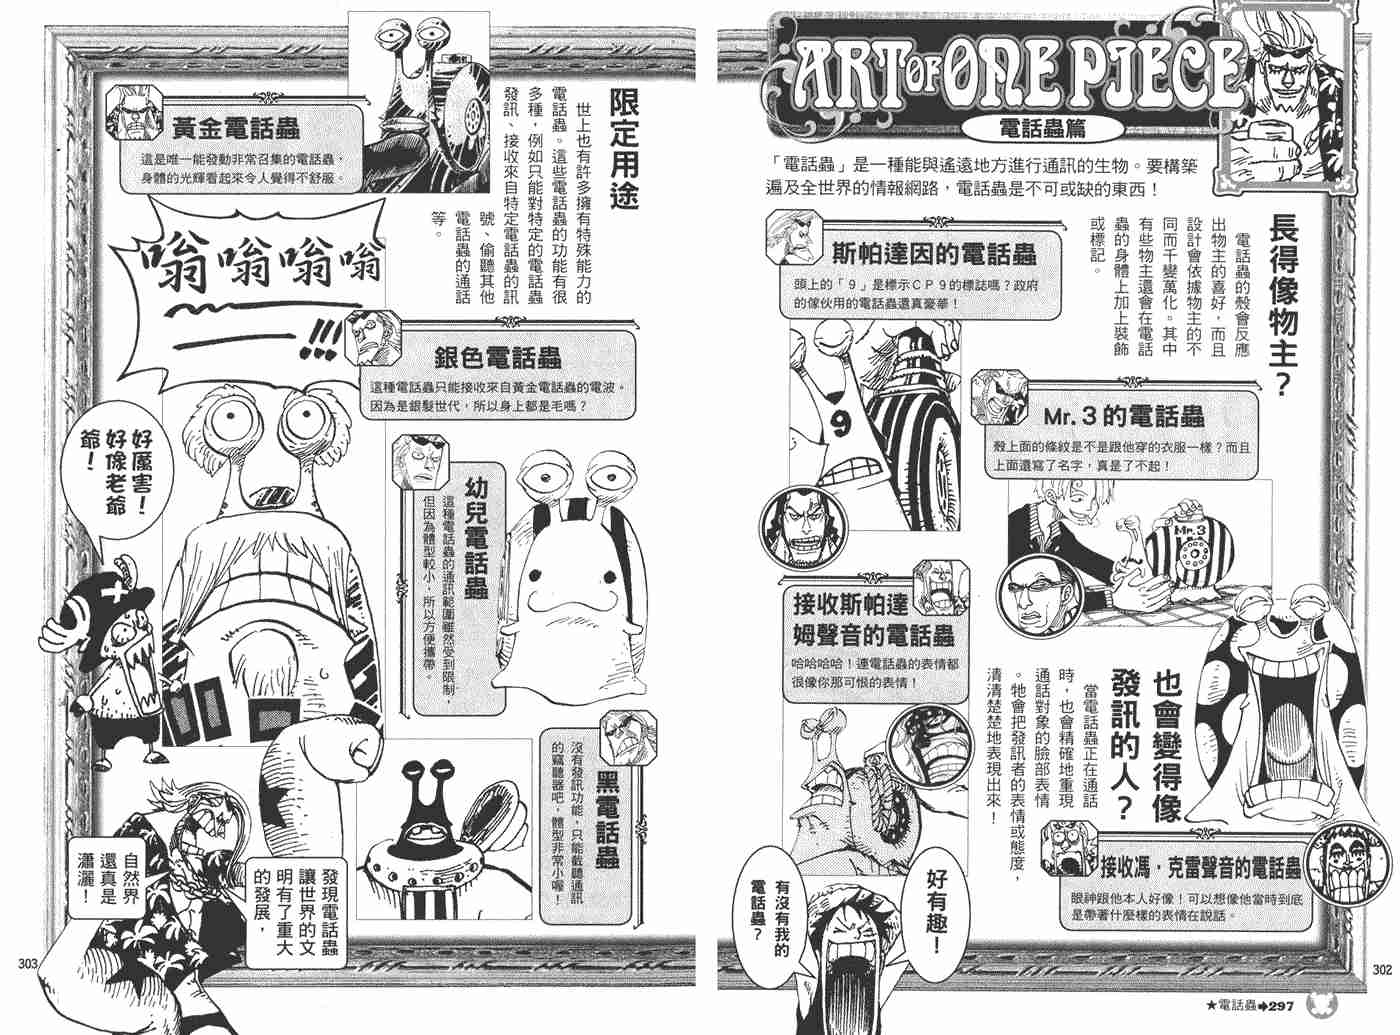 ART OF ONE PIECE
電話蟲篇
「電話蟲」是一種能與遙遠地方進行通訊的生物。要構築
遍及全世界的情報網路，電話蟲是不可或缺的東西！
長得像物主？
電話蟲的殼會反應
出物主的喜好，而且
設計會依據物主的不
同而千變萬化。其中
有些物主還會在電話
蟲的身體上加上裝飾
或標記。
斯帕達因的電話蟲
頭上的「９」是標示ＣＰ９的標誌嗎？政府
的傢伙用的電話蟲還真豪華！
9
Mr.3的電話蟲
殼上面的條紋是不是跟他穿的衣服一樣？而且
上面還寫了名字，真是了不起！
Mr.3
也會變得像
發訊的人？
當電話蟲正在通話
時，也會精確地重現
通話對象的臉部表情
。牠會把發訊者的表情或態度，
清清楚楚地表現出來！
接收斯帕達
姆聲音的電話蟲
哈哈哈哈！連電話蟲的表情都
很像你那可恨的表情！
接收馮．克雷聲音的電話蟲
眼神跟他本人好像！可以想像他當時到底
是帶著什麼樣的表情在說話。
好有趣！
有沒有我的
電話蟲？
302
★電話蟲➡297
限定用途
世上也有許多擁有特殊能力的
電話蟲。這些電話蟲的功能有很
多種，例如只能對特定的電話蟲
發訊、接收來自特定電話蟲的訊
號、偷聽其他
電話蟲的通話
等。
黃金電話蟲
這是唯一能發動非常召集的電話蟲，
身體的光輝看起來令人覺得不舒服。
嗡嗡嗡嗡
!!!
銀色電話蟲
這種電話蟲只能接收來自黃金電話蟲的電波。
因為是銀髮世代，所以身上都是毛嗎？
幼兒電話蟲
這種電話蟲的通訊範圍雖然受到限制，
但因為體型較小，所以方便攜帶。
黑電話蟲
沒有發訊功能，只能截聽通訊
的竊聽器吧，體型非常小喔！
好厲害！
好像老爺
爺！
發現電話蟲
讓世界的文
明有了重大
的發展，
自然界
還真是
瀟灑！
303